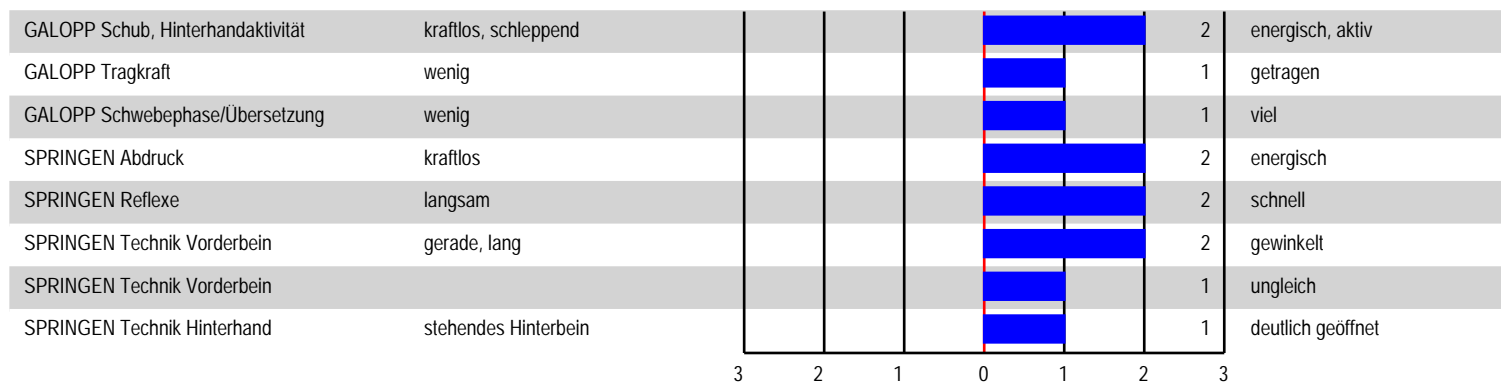 GALOPP Schub, Hinterhandaktivität kraftlos, schleppend 2 energisch, aktiv
GALOPP Tragkraft wenig 1 getragen
GALOPP Schwebephase/Übersetzung wenig 1 viel
SPRINGEN Abdruck kraftlos 2 energisch
SPRINGEN Reflexe langsam 2 schnell
SPRINGEN Technik Vorderbein gerade, lang 2 gewinkelt
SPRINGEN Technik Vorderbein 1 ungleich
SPRINGEN Technik Hinterhand stehendes Hinterbein 1 deutlich geöffnet
3 2 1 0 1 2 3